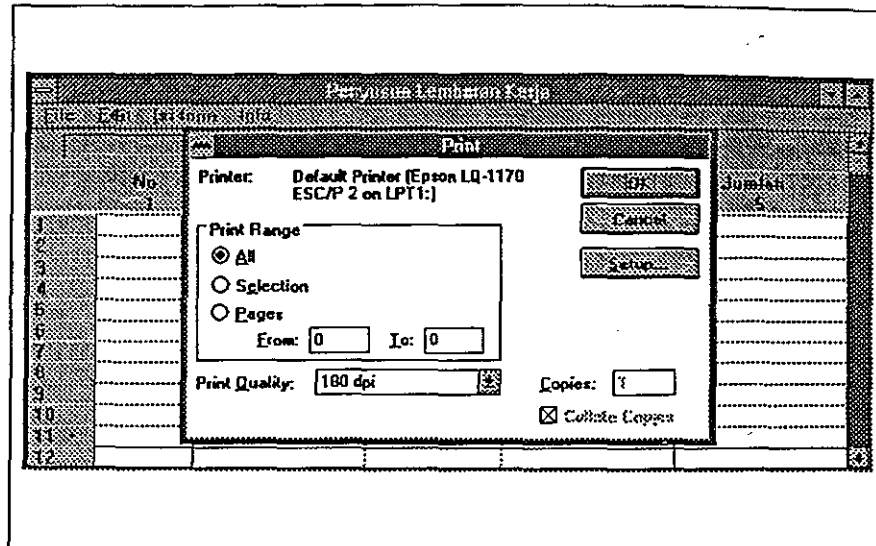 Penyusun Lembaran Kerja
File Edit Info
Print
No Jumlah
1 5
Printer: Default Printer [Epson LQ-1170
ESC/P 2 on LPT1:]
OK
Cancel
Setup...
Print Range
All
Selection
Pages
From: 0 To: 0
Print Quality: 180 dpi
Copies: 1
Collate Copies
1
2
3
4
5
6
7
8
9
10
11
12